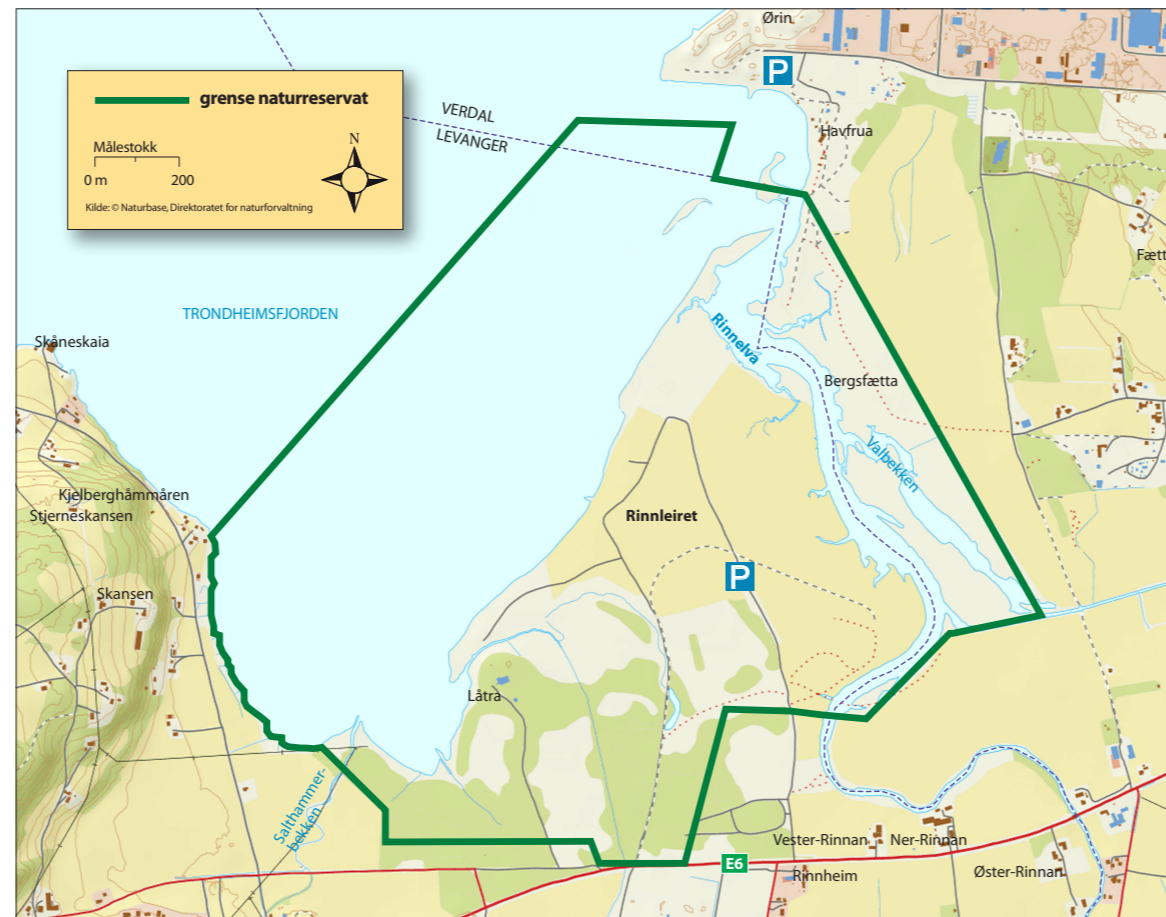 Ørin
P
grense naturreservat
VERDAL
LEVANGER
Havfrua
N
Målestokk
0 m 200
Kilde: © Naturbase, Direktoratet for naturforvaltning
Fætt
TRONDHEIMSFJORDEN
Rinnelva
Skåneskaia
Bergsfætta
Valbekken
Kjelberghåmmåren
Stjerneskansen
Rinnleiret
P
Skansen
Låtra
Salthammer-
bekken
Vester-Rinnan
Ner-Rinnan
E6
Rinnheim
Øster-Rinnan